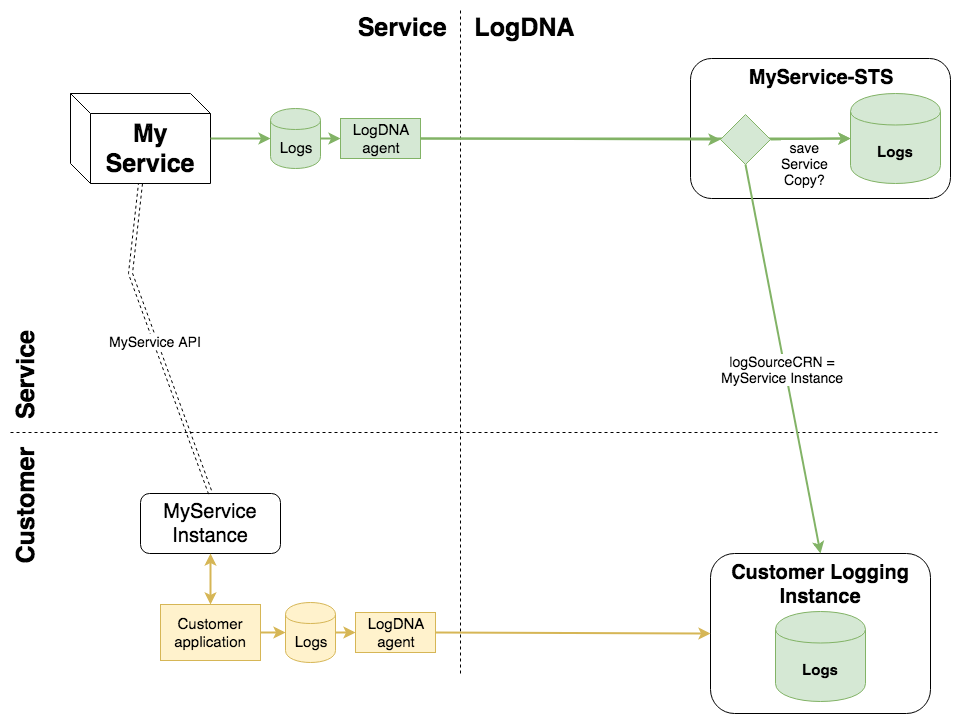 Service
LogDNA
MyService-STS
My
Service
Logs
LogDNA
agent
save
Service
Copy?
Logs
MyService API
logSourceCRN =
MyService Instance
Service
Customer
MyService
Instance
Customer
application
Logs
LogDNA
agent
Customer Logging
Instance
Logs